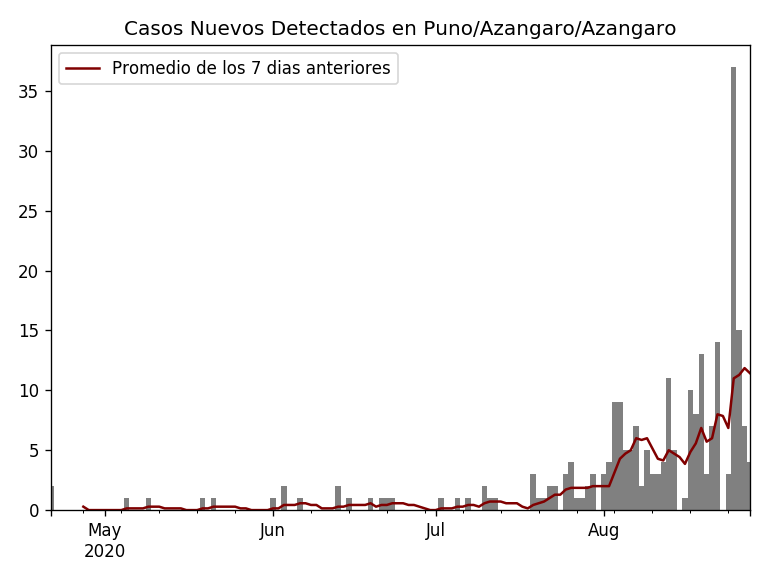 Casos Nuevos Detectados en Puno/Azangaro/Azangaro
Promedio de los 7 dias anteriores
35
30
25
20
15
10
5
0
May
2020
Jun
Jul
Aug